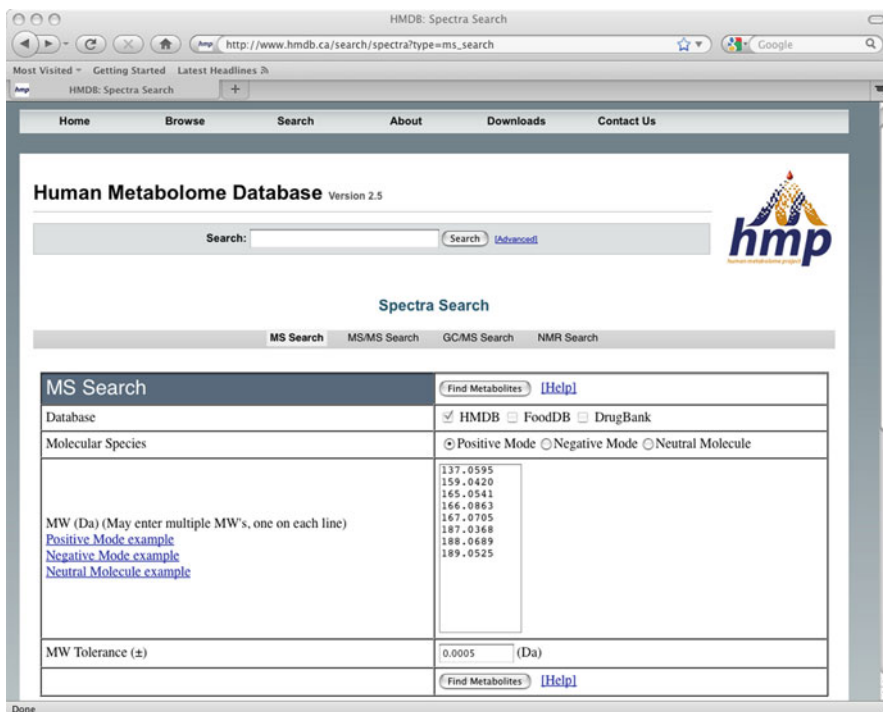 HMDB: Spectra Search
hmp http://www.hmdb.ca/search/spectra?type=ms_search Google
Most Visited Getting Started Latest Headlines
hmp HMDB: Spectra Search +
Home Browse Search About Downloads Contact Us
Human Metabolome Database Version 2.5
hmp
human metabolome project
Search: Search [Advanced]
Spectra Search
MS Search MS/MS Search GC/MS Search NMR Search
MS Search Find Metabolites [Help]
Database HMDB FoodDB DrugBank
Molecular Species Positive Mode Negative Mode Neutral Molecule
137.0595
159.0420
165.0541
166.0863
167.0705
187.0368
188.0689
189.0525
MW (Da) (May enter multiple MW's, one on each line)
Positive Mode example
Negative Mode example
Neutral Molecule example
MW Tolerance (±) 0.0005 (Da)
Find Metabolites [Help]
Done